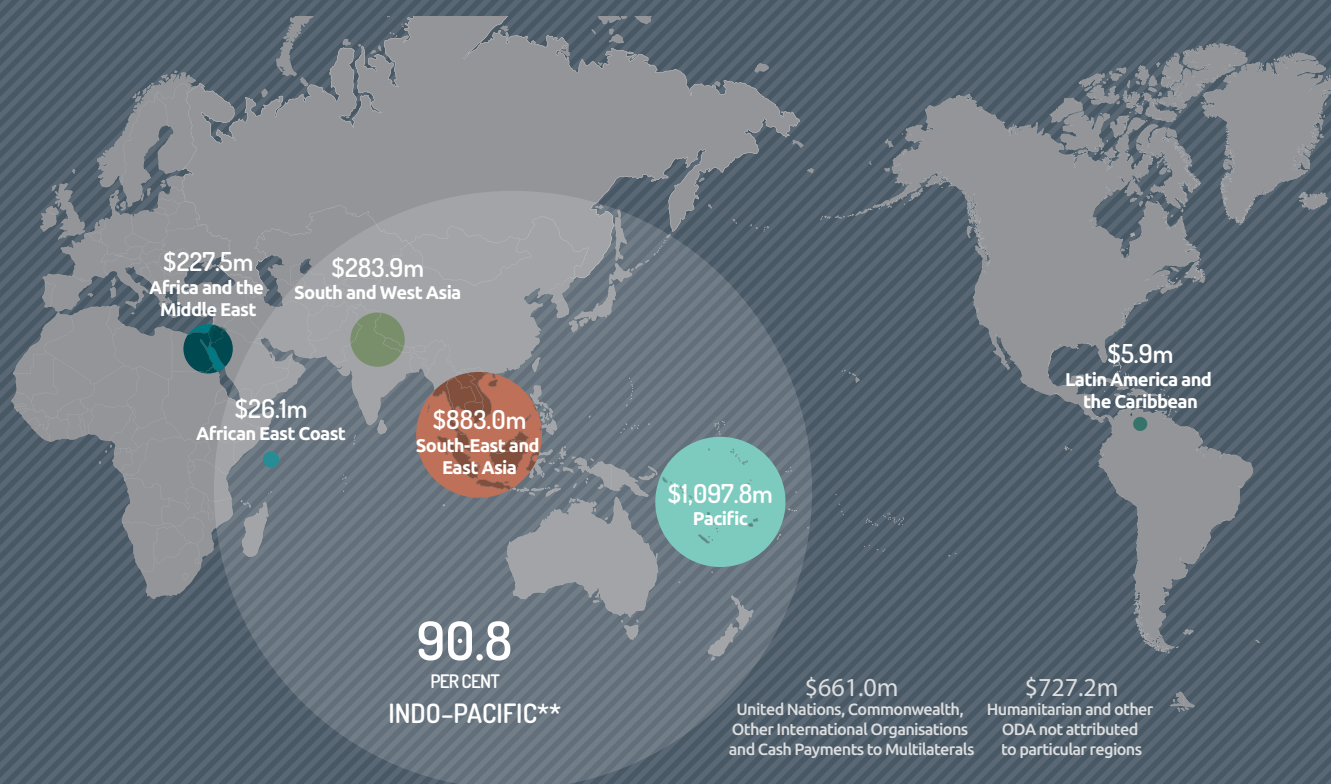 $227.5m
Africa and the
Middle East
$283.9m
South and West Asia
$26.1m
African East Coast
$883.0m
South-East and
East Asia
$1,097.8m
Pacific
$5.9m
Latin America and
the Caribbean
90.8
PER CENT
INDO-PACIFIC**
$661.0m
United Nations, Commonwealth,
Other International Organisations
and Cash Payments to Multilaterals
$727.2m
Humanitarian and other
ODA not attributed
to particular regions